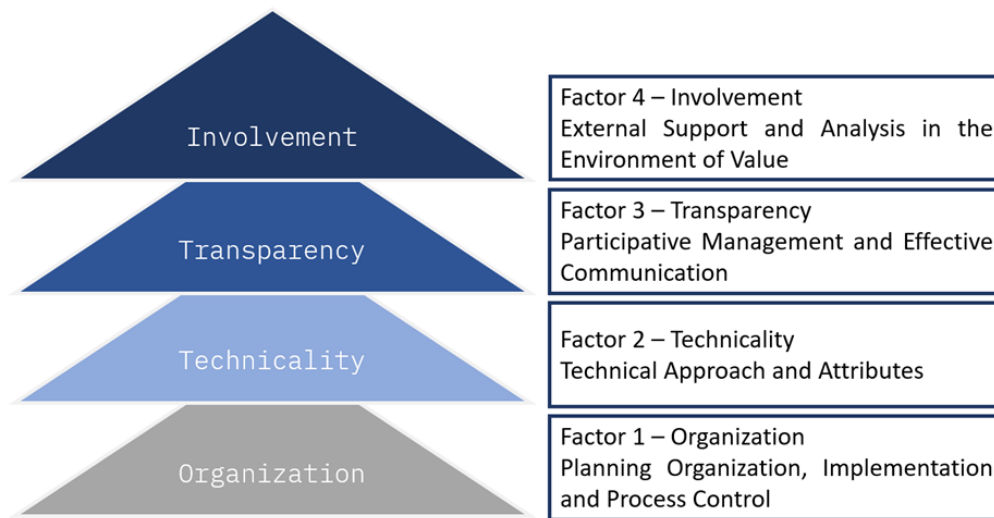 Involvement
Factor 4 – Involvement
External Support and Analysis in the
Environment of Value
Transparency
Factor 3 – Transparency
Participative Management and Effective
Communication
Technicality
Factor 2 – Technicality
Technical Approach and Attributes
Organization
Factor 1 – Organization
Planning Organization, Implementation
and Process Control